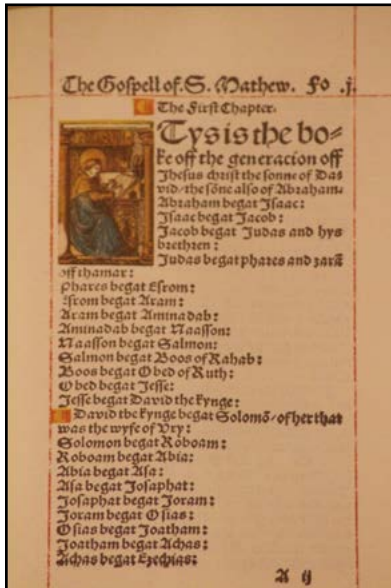 The Gospell of. S. Mathew. Fo .j.
The First Chapter.
Tys is the bo⸗
ke off the generacion off
Jhesus christ the sonne of Da⸗
vid/the sōne also of Abraham.
Abraham begat Jsaac:
Jsaac begat Jacob:
Jacob begat Judas and hys
brethren:
Judas begat phares and zarā
off thamar:
Phares begat Esrom:
Esrom begat Aram:
Aram begat Aminadab:
Aminadab begat Naasson:
Naasson begat Salmon:
Salmon begat Boos of Rahab:
Boos begat Obed of Ruth:
Obed begat Jesse:
Jesse begat David the kynge:
David the kynge begat Solomō/of her that
was the wyfe of Vry:
Solomon begat Roboam:
Roboam begat Abia:
Abia begat Asa:
Asa begat Josaphat:
Josaphat begat Joram:
Joram begat Osias:
Osias begat Joatham:
Joatham begat Achas:
Achas begat Ezechias:
A ij